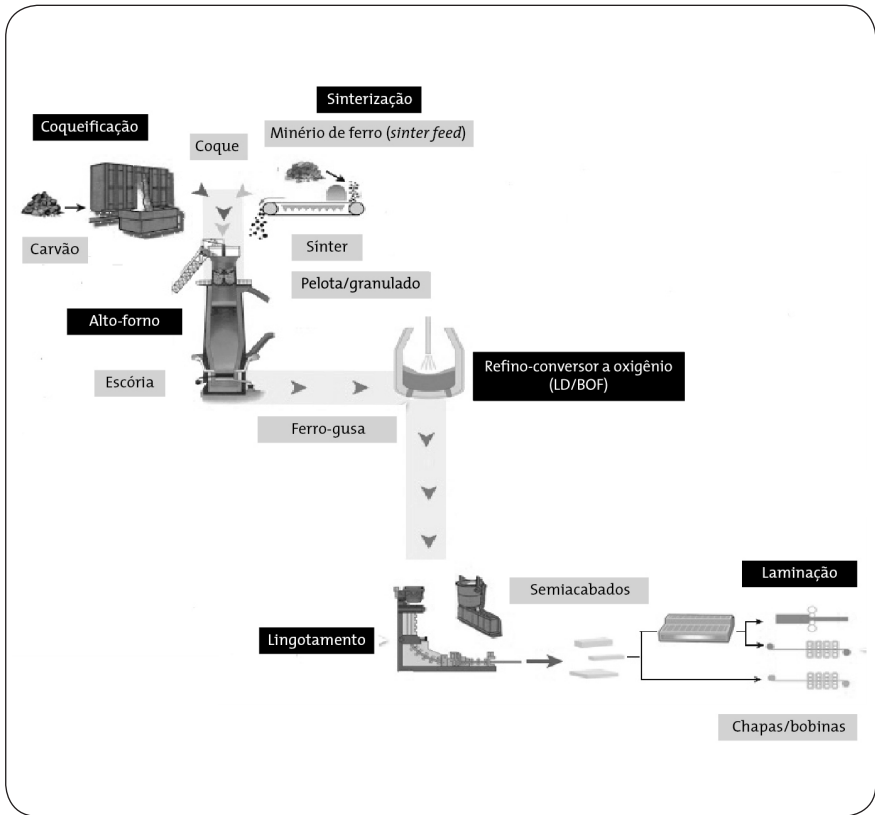 Sinterização
Coqueificação
Coque
Minério de ferro (sinter feed)
Carvão
Sínter
Pelota/granulado
Alto-forno
Escória
Refino-conversor a oxigênio
(LD/BOF)
Ferro-gusa
Semiacabados
Laminação
Lingotamento
Chapas/bobinas